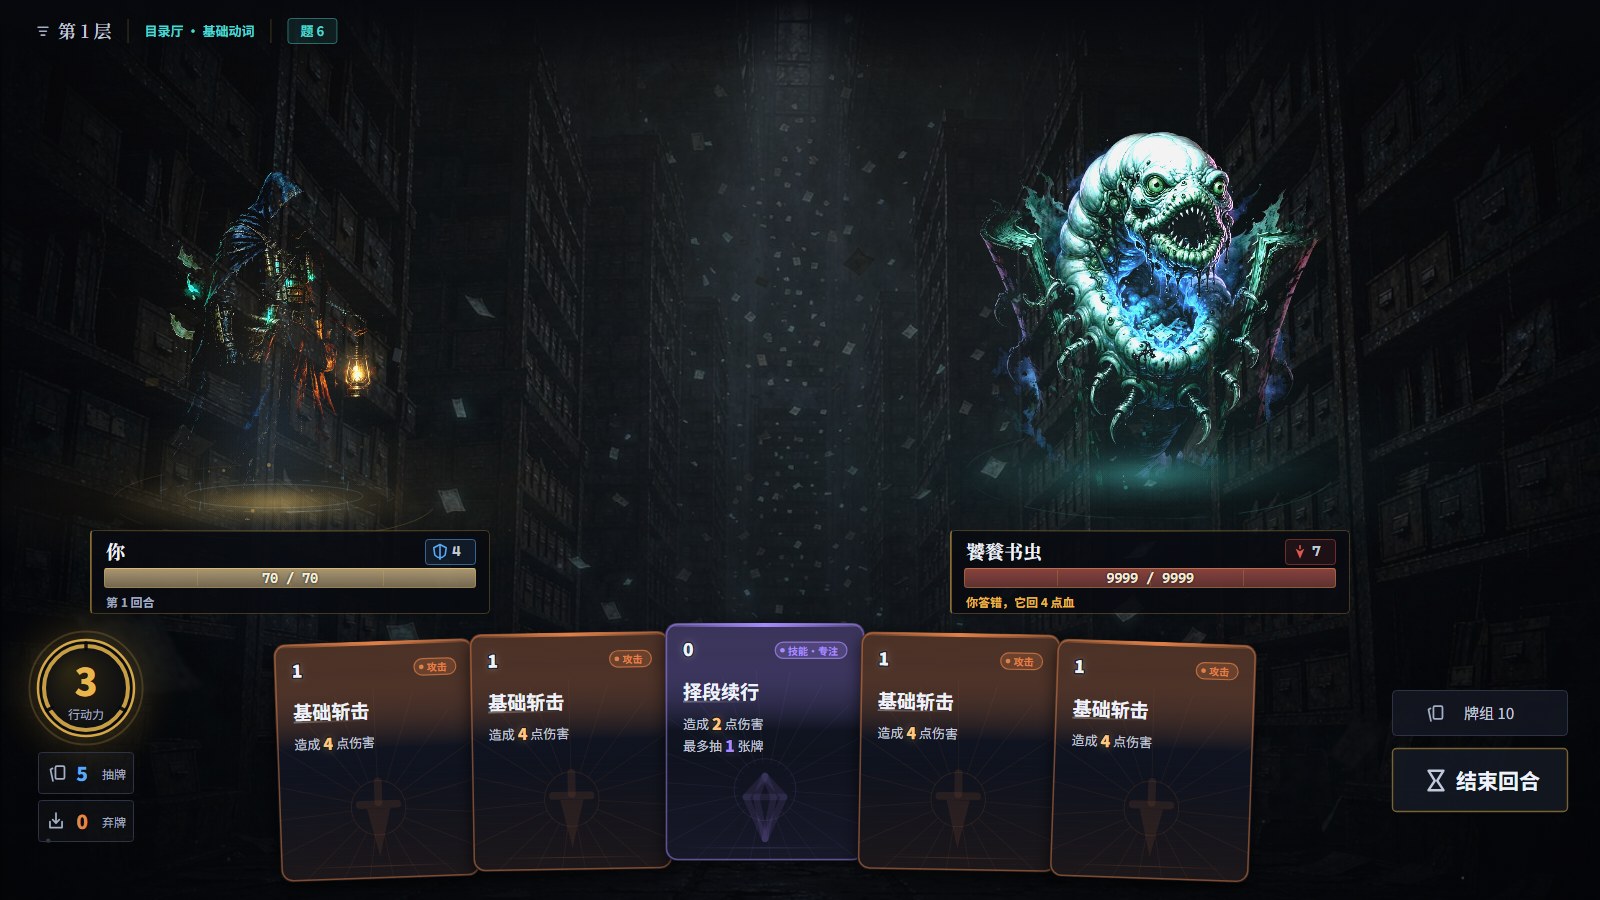 第 1 层
目录厅 · 基础动词
题 6
你
4
70 / 70
第 1 回合
饕餮书虫
7
9999 / 9999
你答错，它回 4 点血
3
行动力
5 抽牌
0 弃牌
1
攻击
基础斩击
造成 4 点伤害
1
攻击
基础斩击
造成 4 点伤害
0
技能 · 专注
择段续行
造成 2 点伤害
最多抽 1 张牌
1
攻击
基础斩击
造成 4 点伤害
1
攻击
基础斩击
造成 4 点伤害
牌组 10
结束回合